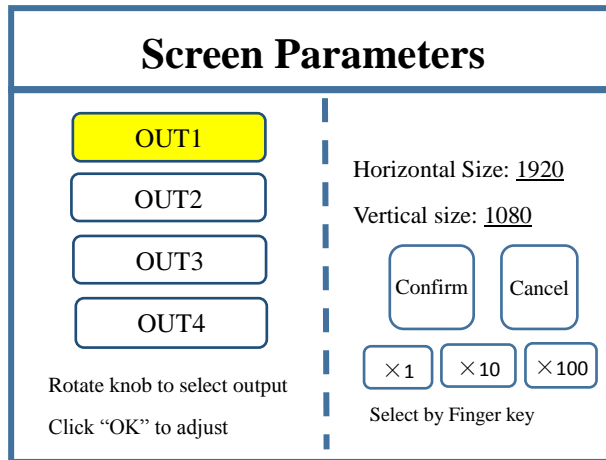 Screen Parameters
OUT1
OUT2
OUT3
OUT4
Rotate knob to select output
Click “OK” to adjust
Horizontal Size: 1920
Vertical size: 1080
Confirm Cancel
×1 ×10 ×100
Select by Finger key